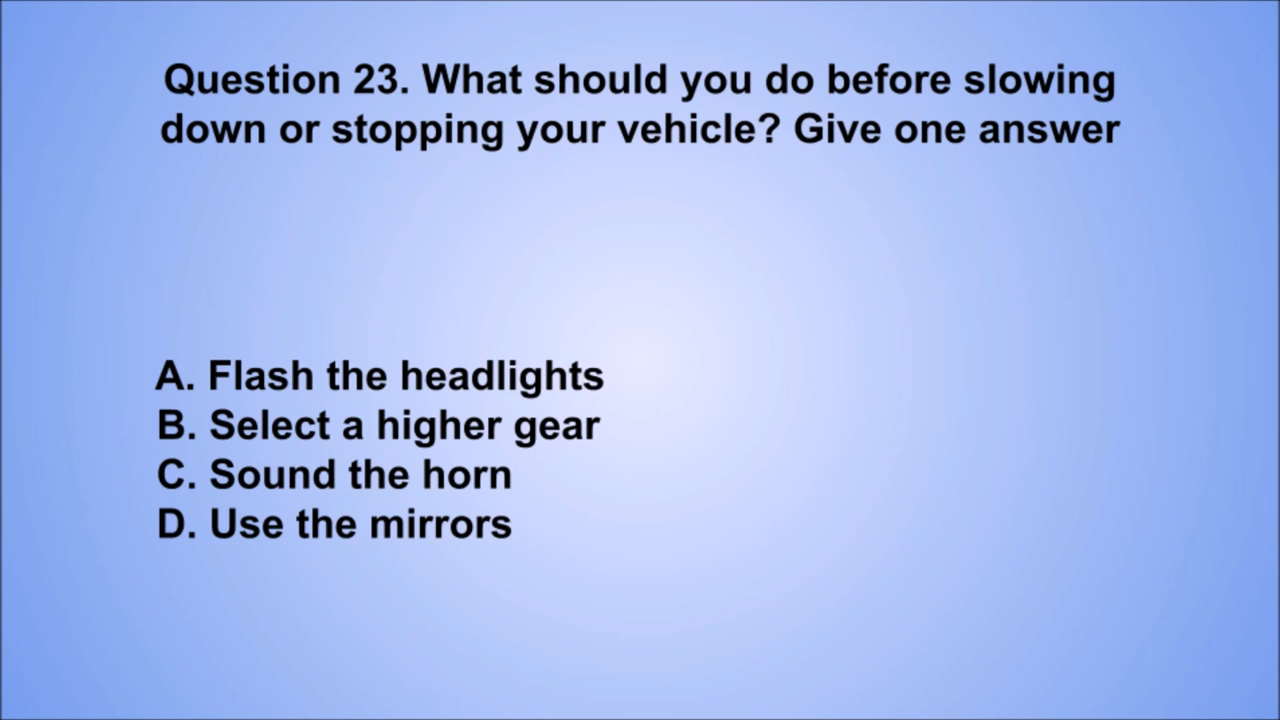 Question 23. What should you do before slowing
down or stopping your vehicle? Give one answer
A. Flash the headlights
B. Select a higher gear
C. Sound the horn
D. Use the mirrors